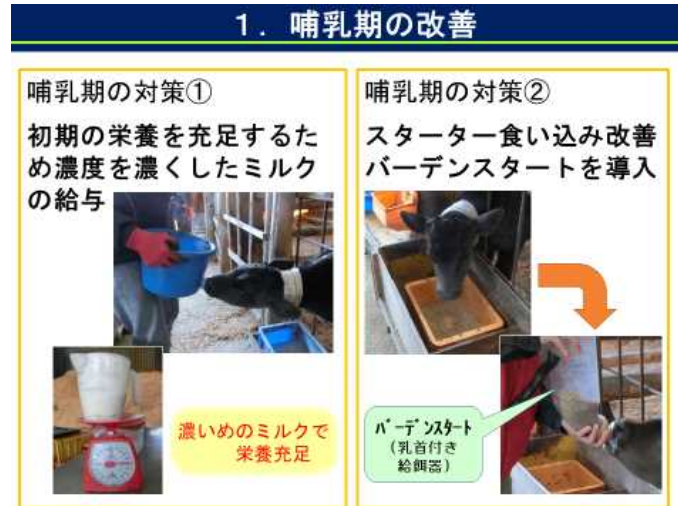 １．哺乳期の改善
哺乳期の対策①
初期の栄養を充足するた
め濃度を濃くしたミルク
の給与
濃いめのミルクで
栄養充足
哺乳期の対策②
スターター食い込み改善
バーデンスタートを導入
ﾊﾞｰﾃﾞﾝｽﾀｰﾄ
（乳首付き
給餌器）